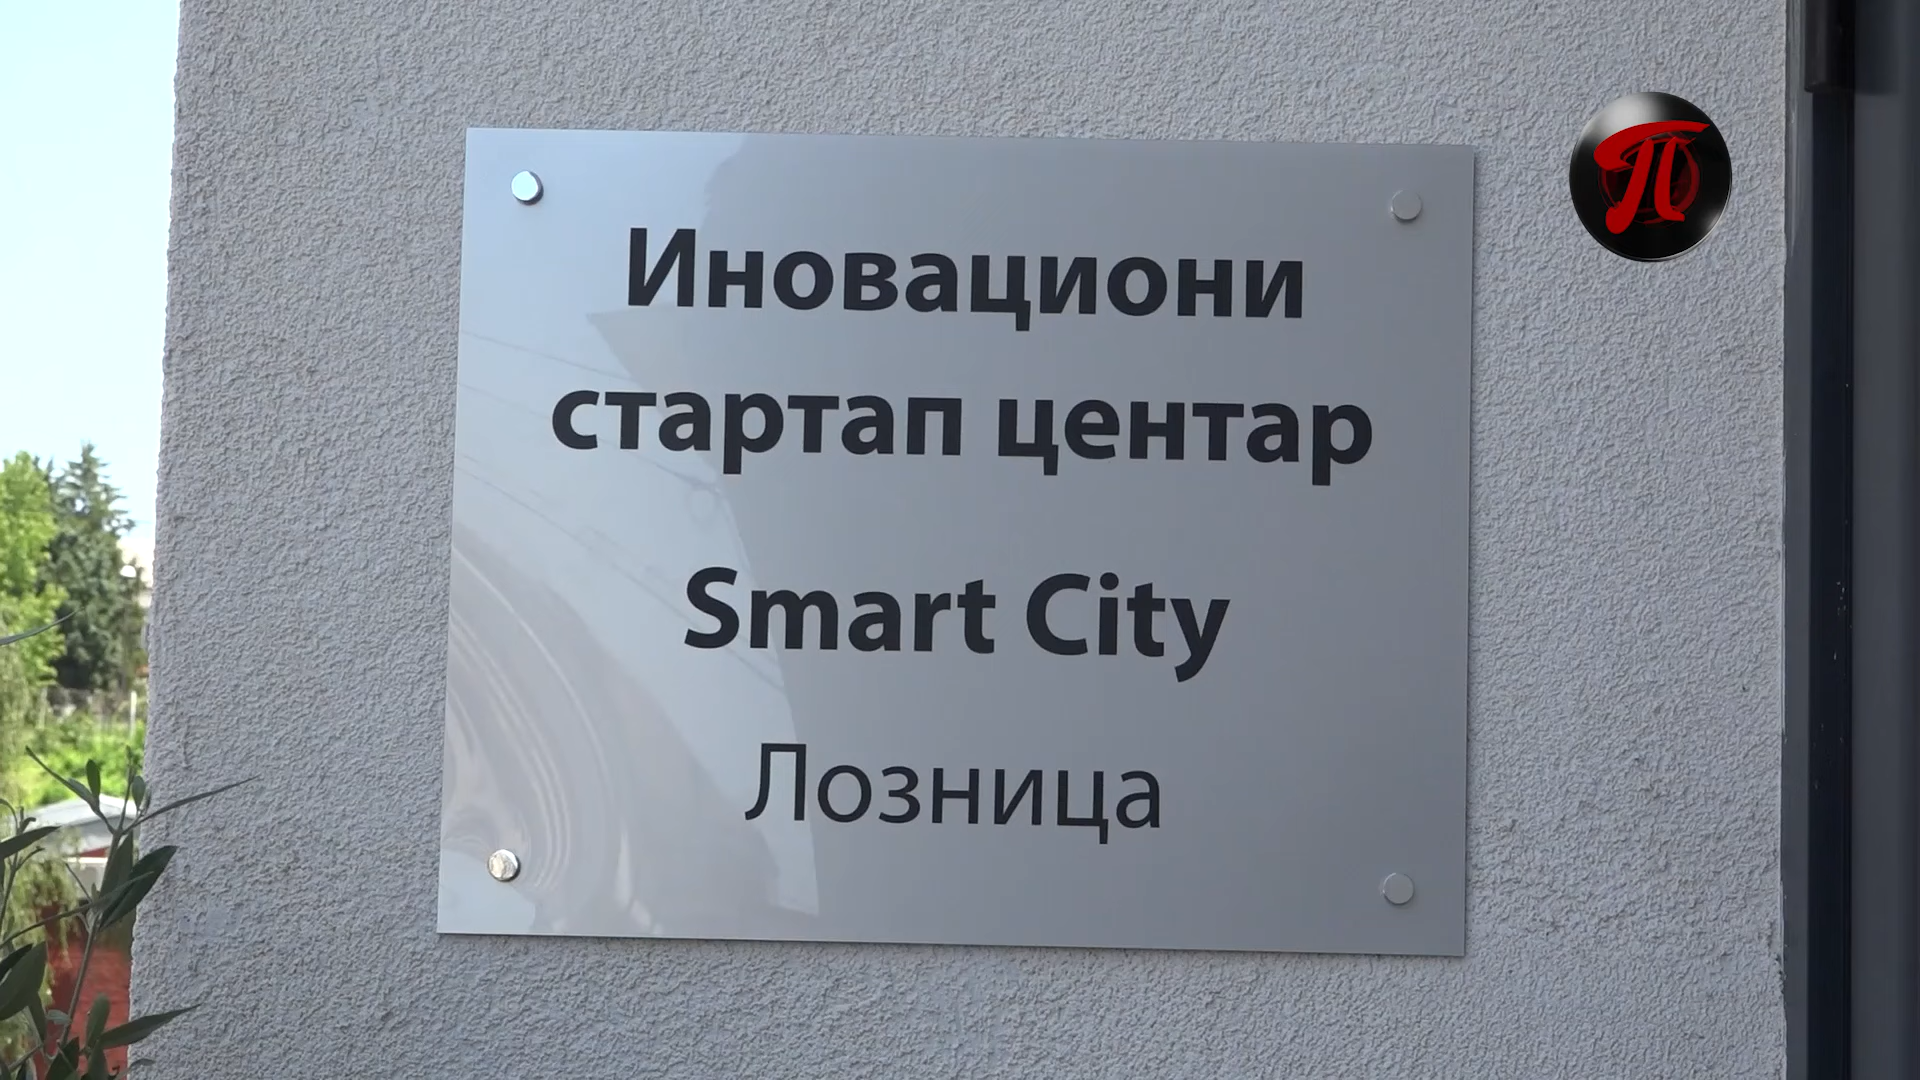 Иновациони
стартап центар
Smart City
Лозница
П